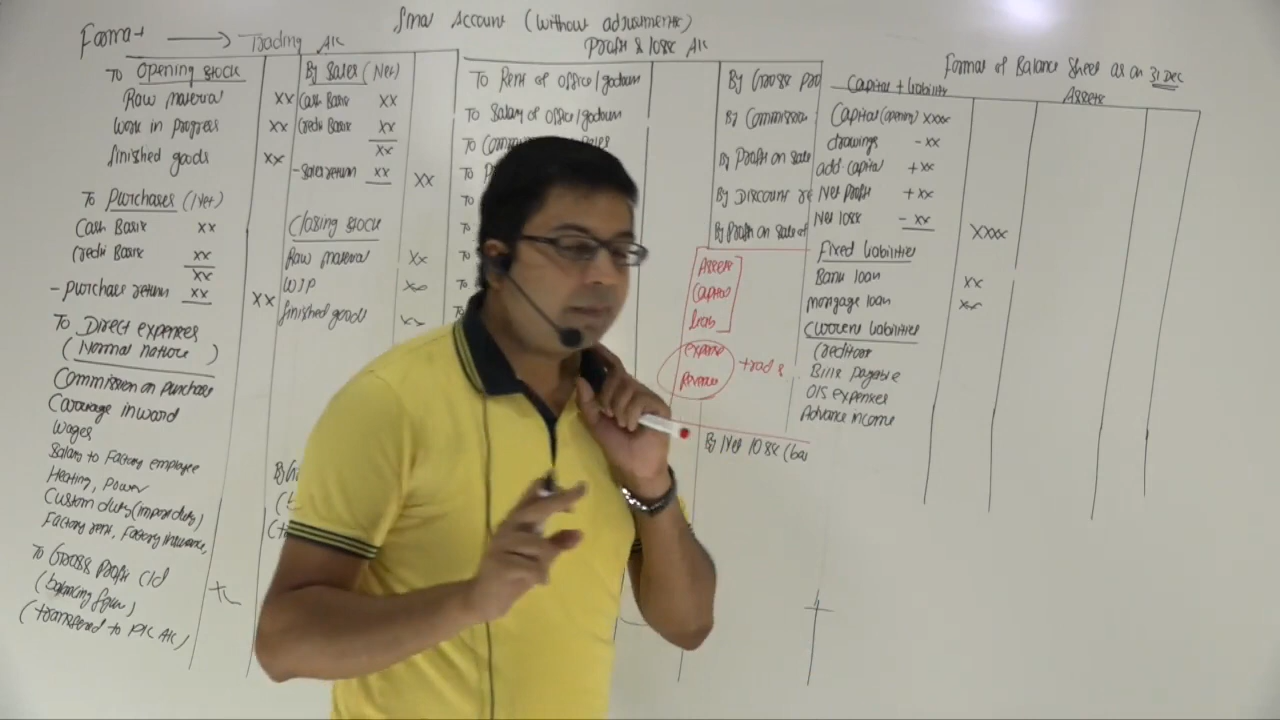 Final Account (without adjustments)
Format → Trading A/c
To Opening stock
Raw material xx
Work in progress xx
finished goods xx
To Purchases (Net)
Cash Basis xx
Credit Basis xx
xx
- purchase return xx xx
To Direct expenses
(Normal nature)
Commission on purchase
Carriage inward
Wages
Salary to Factory employee
Heating, Power
Custom duty (import duty)
Factory rent, Factory insurance,
To Gross Profit c/d
(balancing figure)
(transferred to P/L A/c)
By Sales (Net)
Cash Basis xx
Credit Basis xx
xx
- Sales return xx xx
Closing stock
Raw material xx
WIP xx
finished goods xx
Profit & loss A/c
To Rent of office/godown
To Salary of office/godown
To
To
To
To
To
To
By Gross pro
By Commission
By Profit on sale
By Discount re
By Profit on sale of
Assets
Capital
liab
expense
Revenue
trad & p
By Net loss (bal
Format of Balance Sheet as on 31 Dec
Capital + liability
Assets
Capital (opening) xxxx
drawings - xx
add. capital + xx
Net profit + xx
Net loss - xx xxxx
Fixed liabilities
Bank loan xx
mortgage loan xx
Current liabilities
Creditors
Bills payable
O/S expenses
Advance income